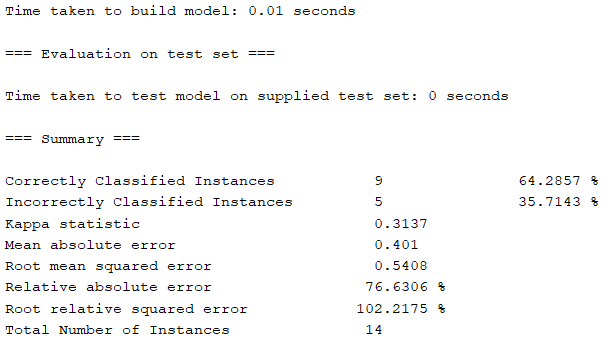 Time taken to build model: 0.01 seconds
=== Evaluation on test set ===
Time taken to test model on supplied test set: 0 seconds
=== Summary ===
Correctly Classified Instances 9 64.2857 %
Incorrectly Classified Instances 5 35.7143 %
Kappa statistic 0.3137
Mean absolute error 0.401
Root mean squared error 0.5408
Relative absolute error 76.6306 %
Root relative squared error 102.2175 %
Total Number of Instances 14